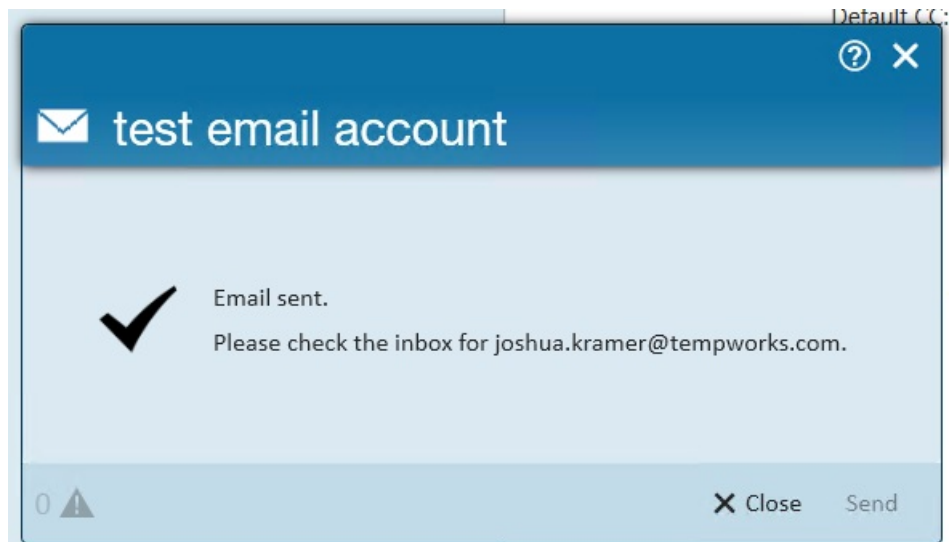 Default CC:
test email account
Email sent.
Please check the inbox for joshua.kramer@tempworks.com.
0
Close
Send